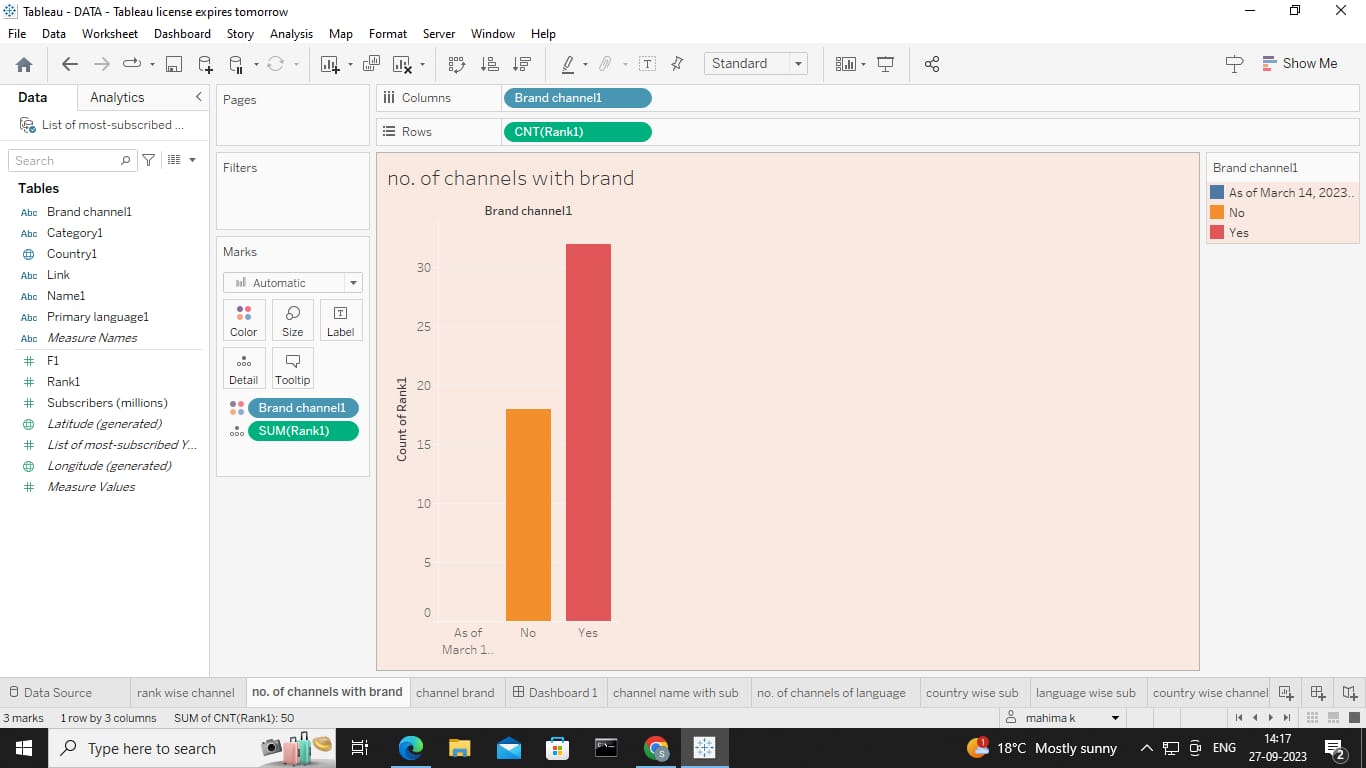 Tableau - DATA - Tableau license expires tomorrow
File Data Worksheet Dashboard Story Analysis Map Format Server Window Help
Standard
Show Me
Data Analytics
List of most-subscribed ...
Search
Tables
Abc Brand channel1
Abc Category1
Country1
Abc Link
Abc Name1
Abc Primary language1
Abc Measure Names
# F1
# Rank1
# Subscribers (millions)
Latitude (generated)
# List of most-subscribed Y...
Longitude (generated)
# Measure Values
Pages
Filters
Marks
Automatic
Color Size Label
Detail Tooltip
Brand channel1
SUM(Rank1)
Columns Brand channel1
Rows CNT(Rank1)
no. of channels with brand
Brand channel1
Count of Rank1
30
25
20
15
10
5
0
As of
March 1..
No
Yes
Brand channel1
As of March 14, 2023..
No
Yes
Data Source rank wise channel no. of channels with brand channel brand Dashboard 1 channel name with sub no. of channels of language country wise sub language wise sub country wise channel
3 marks 1 row by 3 columns SUM of CNT(Rank1): 50 mahima k
Type here to search
1 18°C Mostly sunny ENG 14:17
27-09-2023 2